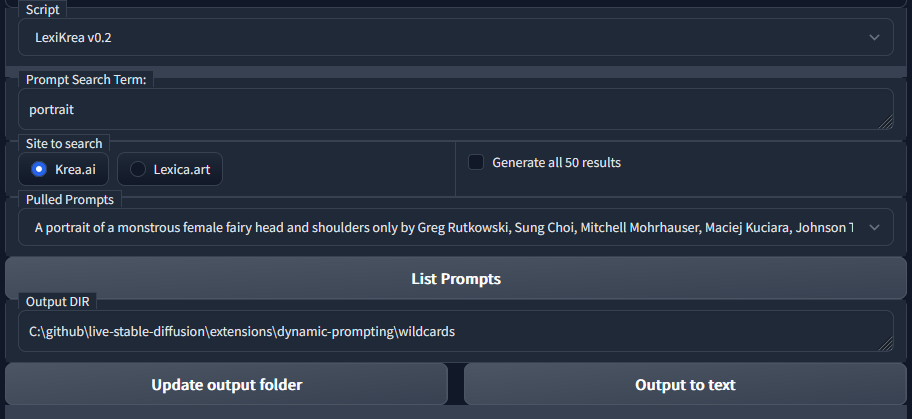 Script
LexiKrea v0.2
Prompt Search Term:
portrait
Site to search
Krea.ai
Lexica.art
Generate all 50 results
Pulled Prompts
A portrait of a monstrous female fairy head and shoulders only by Greg Rutkowski, Sung Choi, Mitchell Mohrhauser, Maciej Kuciara, Johnson T
List Prompts
Output DIR
C:\github\live-stable-diffusion\extensions\dynamic-prompting\wildcards
Update output folder
Output to text